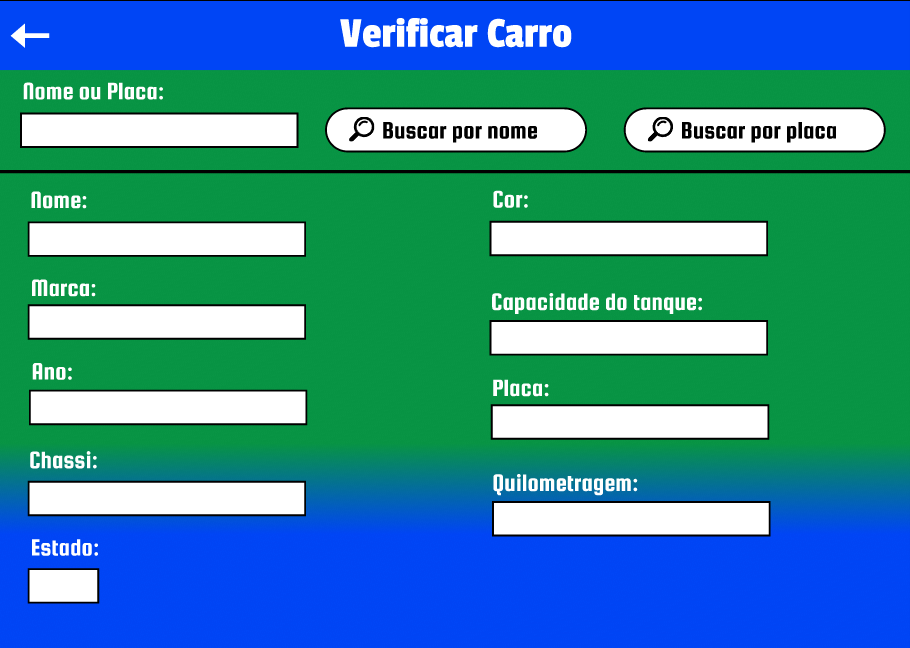 Verificar Carro
Nome ou Placa:
Buscar por nome
Buscar por placa
Nome:
Cor:
Marca:
Capacidade do tanque:
Ano:
Placa:
Chassi:
Quilometragem:
Estado: